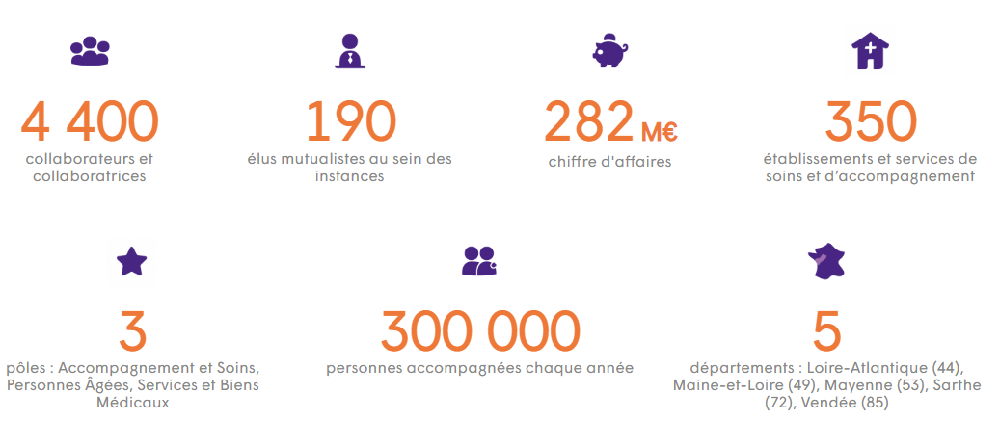 4 400
collaborateurs et
collaboratrices
190
élus mutualistes au sein des
instances
282 M€
chiffre d'affaires
350
établissements et services de
soins et d’accompagnement
3
pôles : Accompagnement et Soins,
Personnes Âgées, Services et Biens
Médicaux
300 000
personnes accompagnées chaque année
5
départements : Loire-Atlantique (44),
Maine-et-Loire (49), Mayenne (53), Sarthe
(72), Vendée (85)